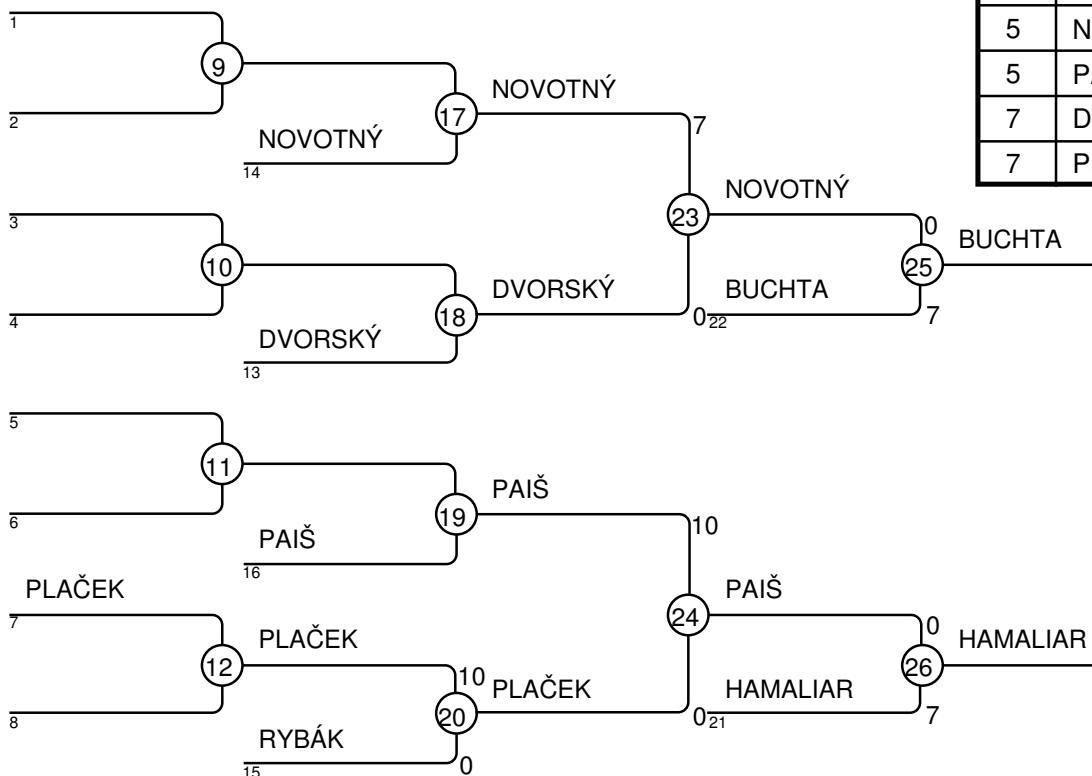 1
9
2
NOVOTNÝ
14
17
NOVOTNÝ
7
3
10
4
DVORSKÝ
13
18
DVORSKÝ
0
23
NOVOTNÝ
0
BUCHTA
22
7
25
BUCHTA
5
11
6
PAIŠ
16
19
PAIŠ
10
PLAČEK
7
12
8
PLAČEK
10
RYBÁK
15
0
20
PLAČEK
0
24
PAIŠ
0
HAMALIAR
21
7
26
HAMALIAR
5 N
5 PA
7 D
7 P